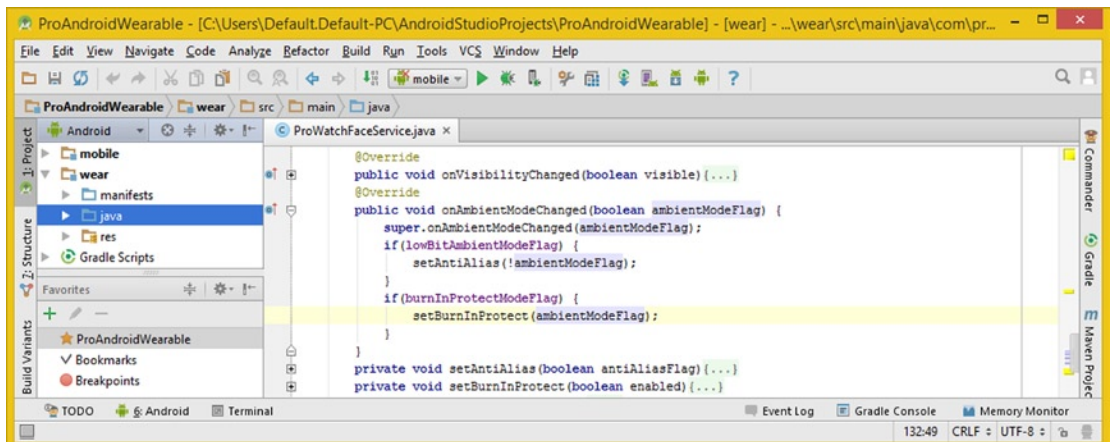 ProAndroidWearable - [C:\Users\Default.Default-PC\AndroidStudioProjects\ProAndroidWearable] - [wear] - ...\wear\src\main\java\com\pr...
File Edit View Navigate Code Analyze Refactor Build Run Tools VCS Window Help
mobile
ProAndroidWearable wear src main java
1: Project
Android
ProWatchFaceService.java
mobile
wear
manifests
java
res
Gradle Scripts
7: Structure
Favorites
ProAndroidWearable
Bookmarks
Breakpoints
Build Variants
@Override
public void onVisibilityChanged(boolean visible){...}
@Override
public void onAmbientModeChanged(boolean ambientModeFlag) {
super.onAmbientModeChanged(ambientModeFlag);
if(lowBitAmbientModeFlag) {
setAntiAlias(!ambientModeFlag);
}
if(burnInProtectModeFlag) {
setBurnInProtect(ambientModeFlag);
}
}
private void setAntiAlias(boolean antiAliasFlag){...}
private void setBurnInProtect(boolean enabled){...}
Commander
Gradle
m
Maven Projec
TODO 6: Android Terminal Event Log Gradle Console Memory Monitor
132:49 CRLF UTF-8